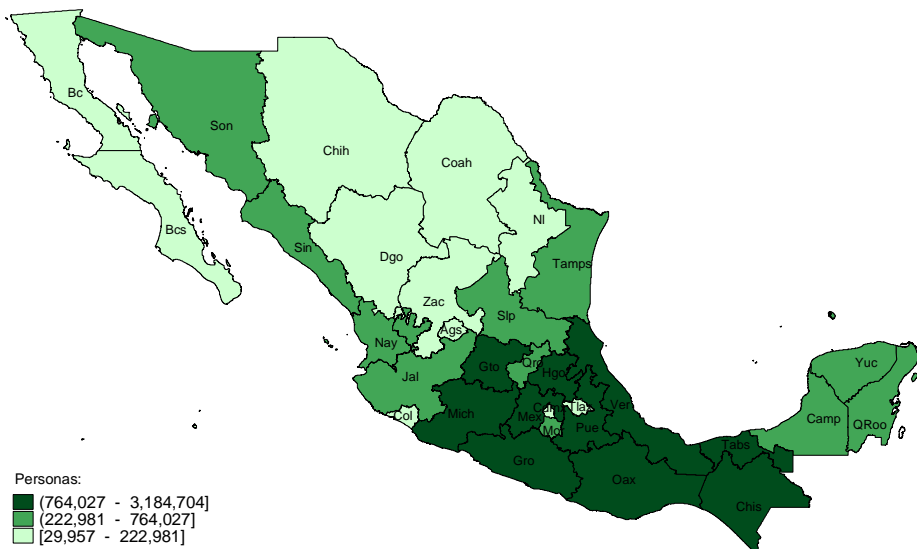 Bc
Son
Chih
Coah
Nl
Bcs
Sin
Dgo
Tamps
Zac
Slp
Ags
Nay
Jal
Gto
Qro
Hgo
Yuc
Col
Mich
Mex
Tlax
Ver
Camp
Mor
Pue
QRoo
Gro
Oax
Tabs
Chis
Personas:
(764,027 - 3,184,704]
(222,981 - 764,027]
[29,957 - 222,981]